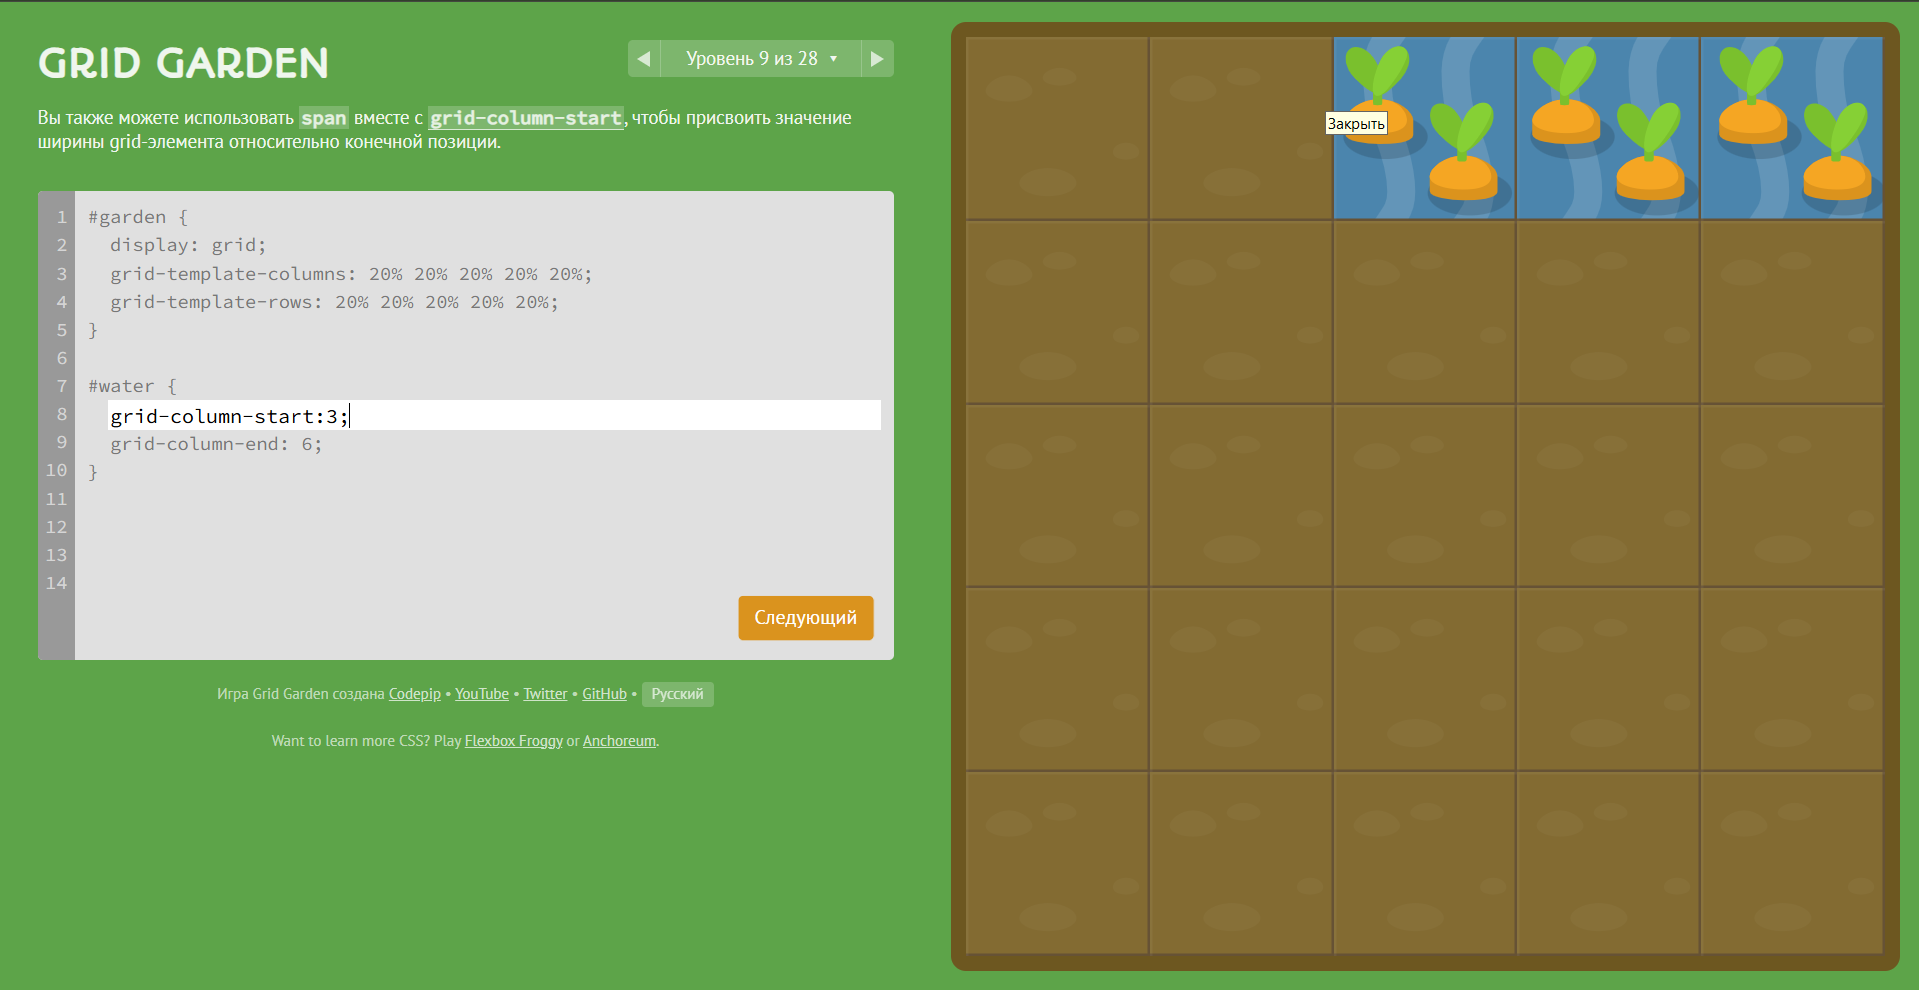 GRID GARDEN
Уровень 9 из 28
Вы также можете использовать span вместе с grid-column-start, чтобы присвоить значение
ширины grid-элемента относительно конечной позиции.
Закрыть
1 #garden {
2 display: grid;
3 grid-template-columns: 20% 20% 20% 20% 20%;
4 grid-template-rows: 20% 20% 20% 20% 20%;
5 }
6
7 #water {
8 grid-column-start:3;
9 grid-column-end: 6;
10 }
11
12
13
14
Следующий
Игра Grid Garden создана Codepip • YouTube • Twitter • GitHub • Русский
Want to learn more CSS? Play Flexbox Froggy or Anchoreum.